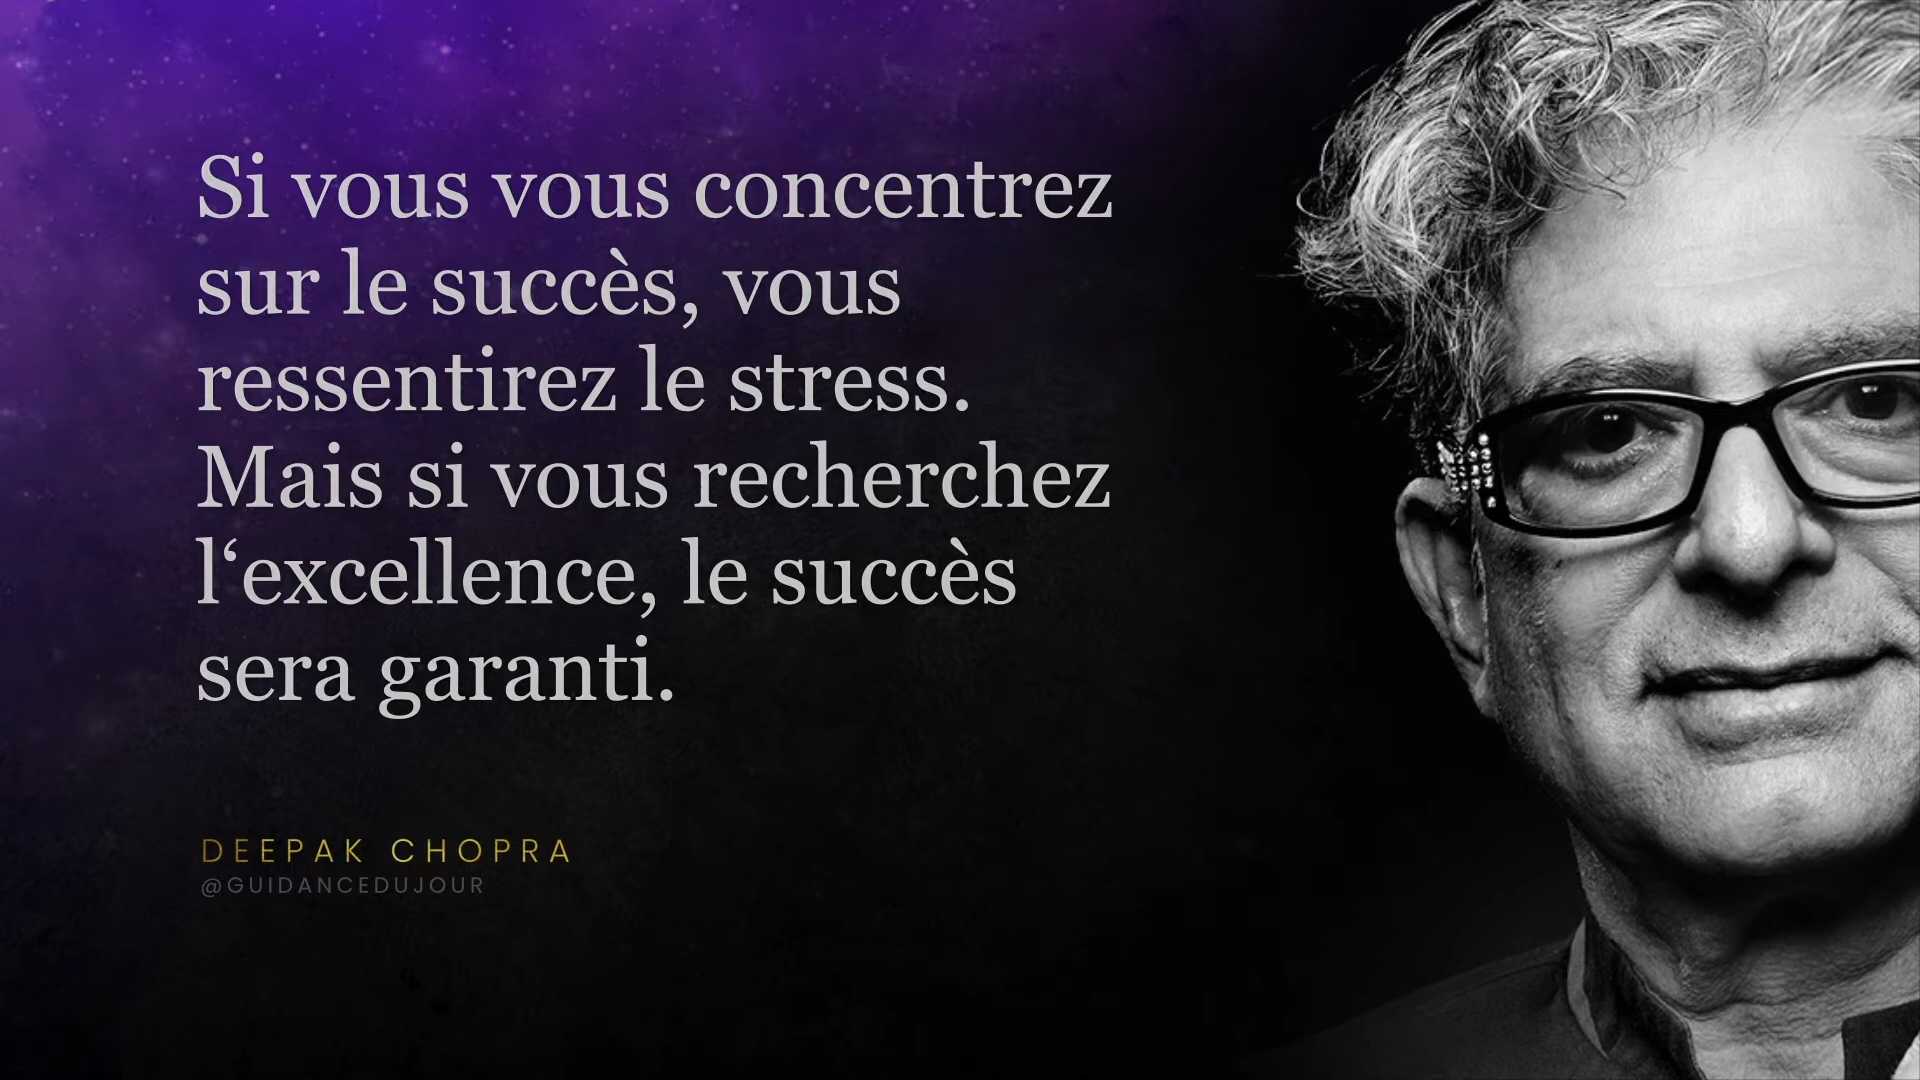 Si vous vous concentrez
sur le succès, vous
ressentirez le stress.
Mais si vous recherchez
l‘excellence, le succès
sera garanti.
DEEPAK CHOPRA
@GUIDANCEDUJOUR